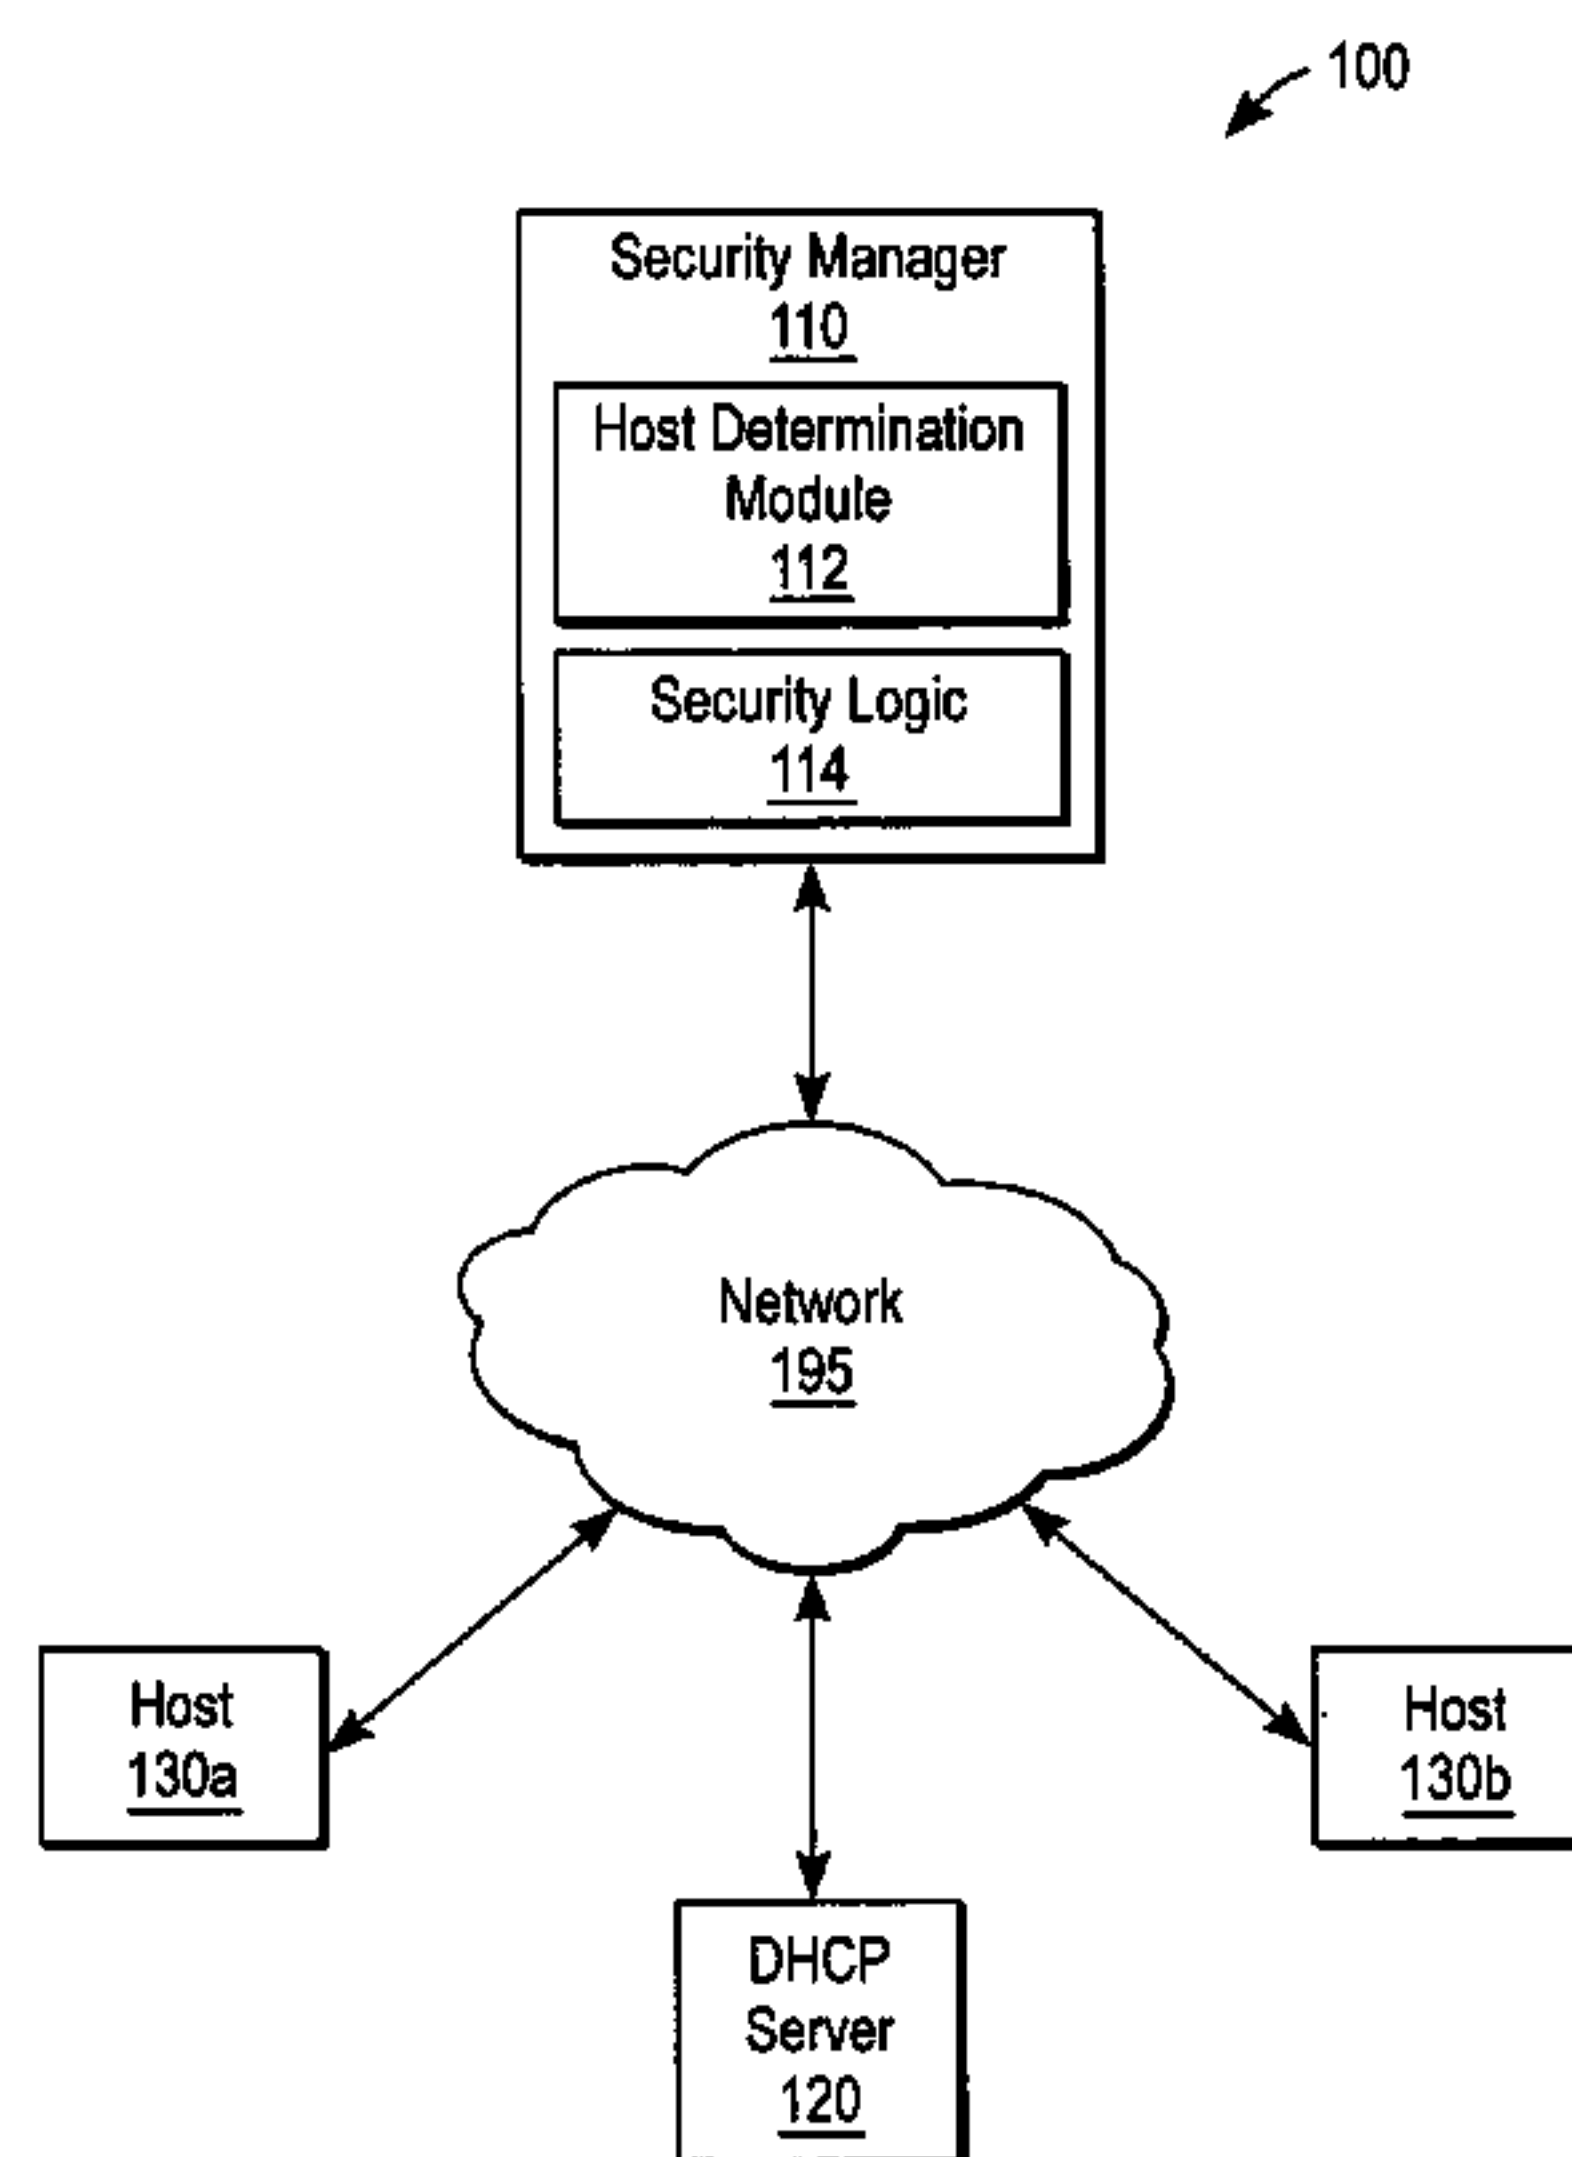 100
Security Manager
110
Host Determination
Module
112
Security Logic
114
Network
195
Host
130a
Host
130b
DHCP
Server
120